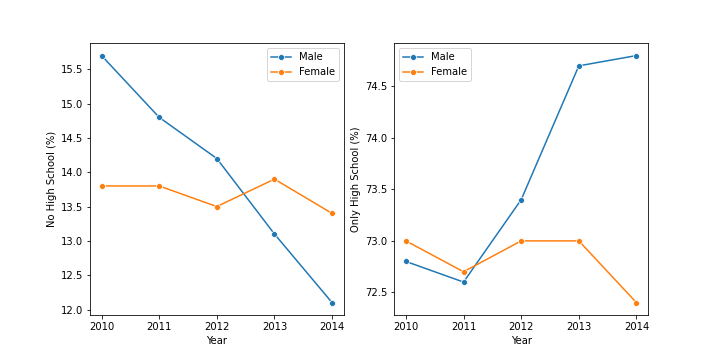 Male
Female
No High School (%)
15.5
15.0
14.5
14.0
13.5
13.0
12.5
12.0
2010 2011 2012 2013 2014
Year
Male
Female
Only High School (%)
74.5
74.0
73.5
73.0
72.5
2010 2011 2012 2013 2014
Year